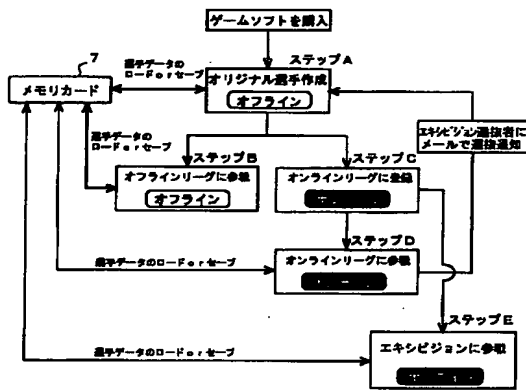 ゲームソフトを購入
ステップA
7
メモリカード
選手データの
ロードorセーブ
オリジナル選手作成
オフライン
エキシビジョン選抜者に
メールで選抜通知
選手データの
ロードorセーブ
ステップB
オフラインリーグに参戦
オフライン
ステップC
オンラインリーグに登録
ステップD
オンラインリーグに参戦
選手データのロードorセーブ
ステップE
エキシビジョンに参戦
選手データのロードorセーブ